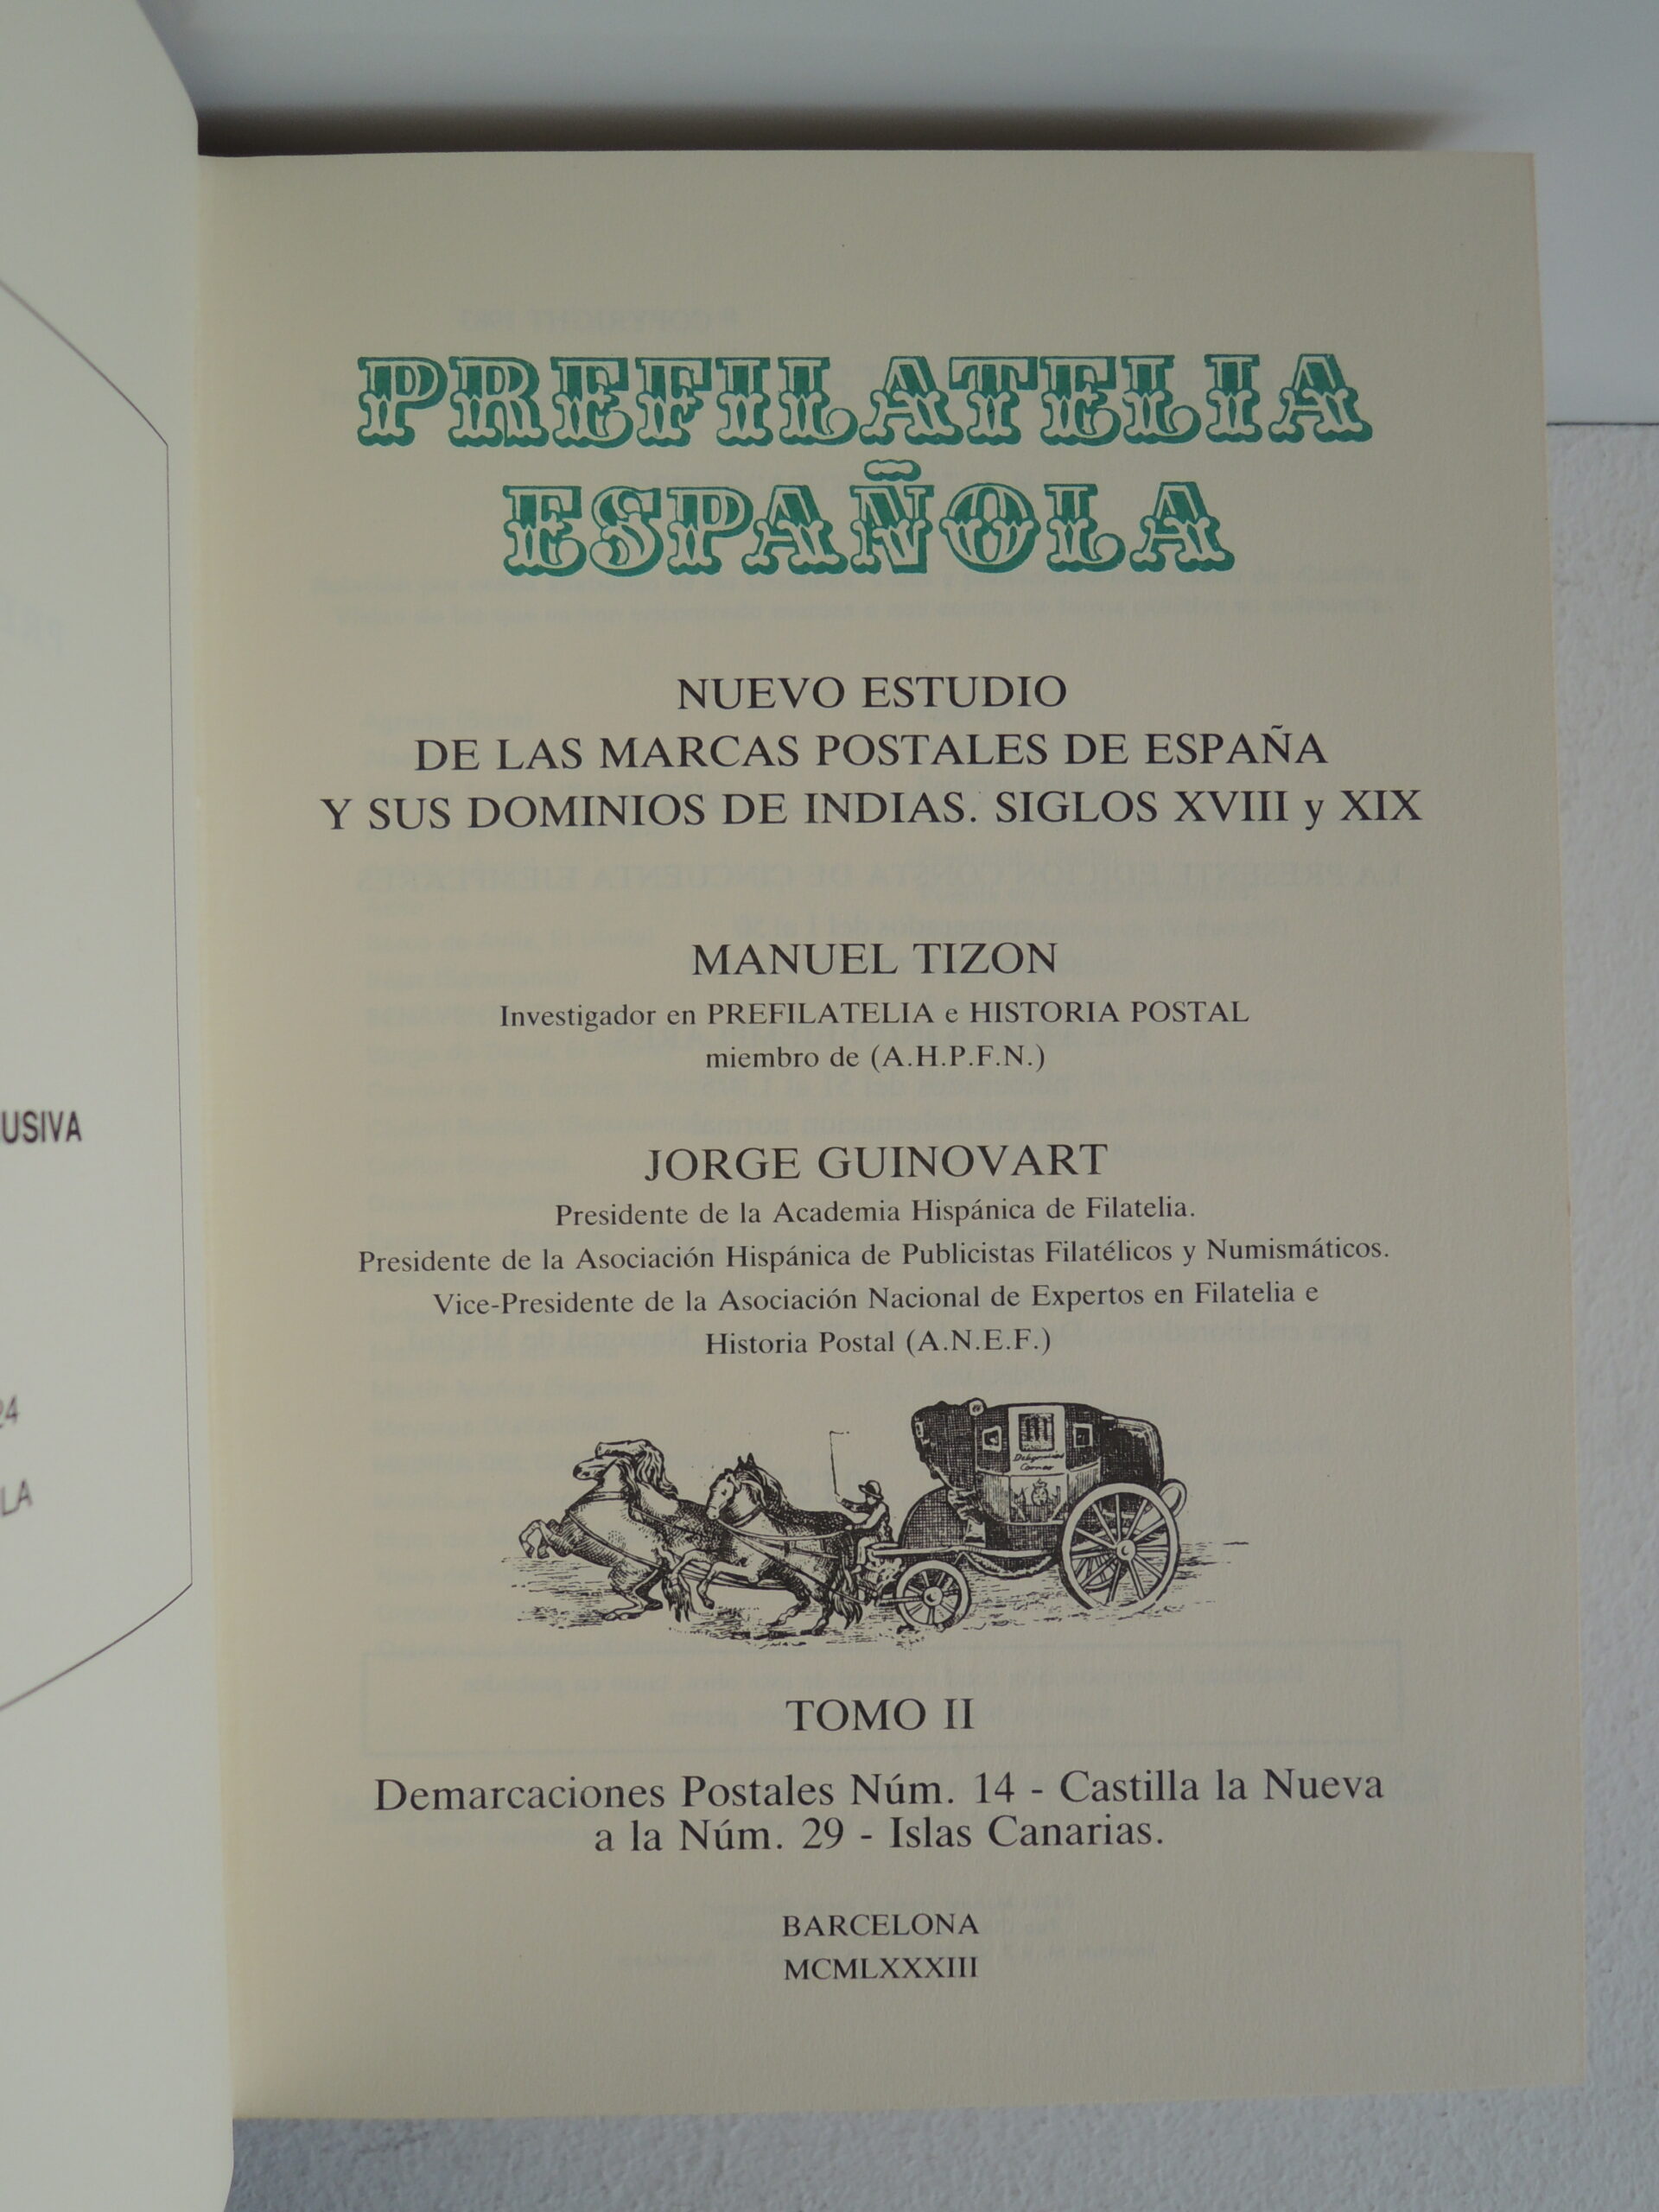 USIVA
24
LA
PREFILATELIA
ESPAÑOLA
NUEVO ESTUDIO
DE LAS MARCAS POSTALES DE ESPAÑA
Y SUS DOMINIOS DE INDIAS. SIGLOS XVIII y XIX
MANUEL TIZON
Investigador en PREFILATELIA e HISTORIA POSTAL
miembro de (A.H.P.F.N.)
JORGE GUINOVART
Presidente de la Academia Hispánica de Filatelia.
Presidente de la Asociación Hispánica de Publicistas Filatélicos y Numismáticos.
Vice-Presidente de la Asociación Nacional de Expertos en Filatelia e
Historia Postal (A.N.E.F.)
TOMO II
Demarcaciones Postales Núm. 14 - Castilla la Nueva
a la Núm. 29 - Islas Canarias.
BARCELONA
MCMLXXXIII